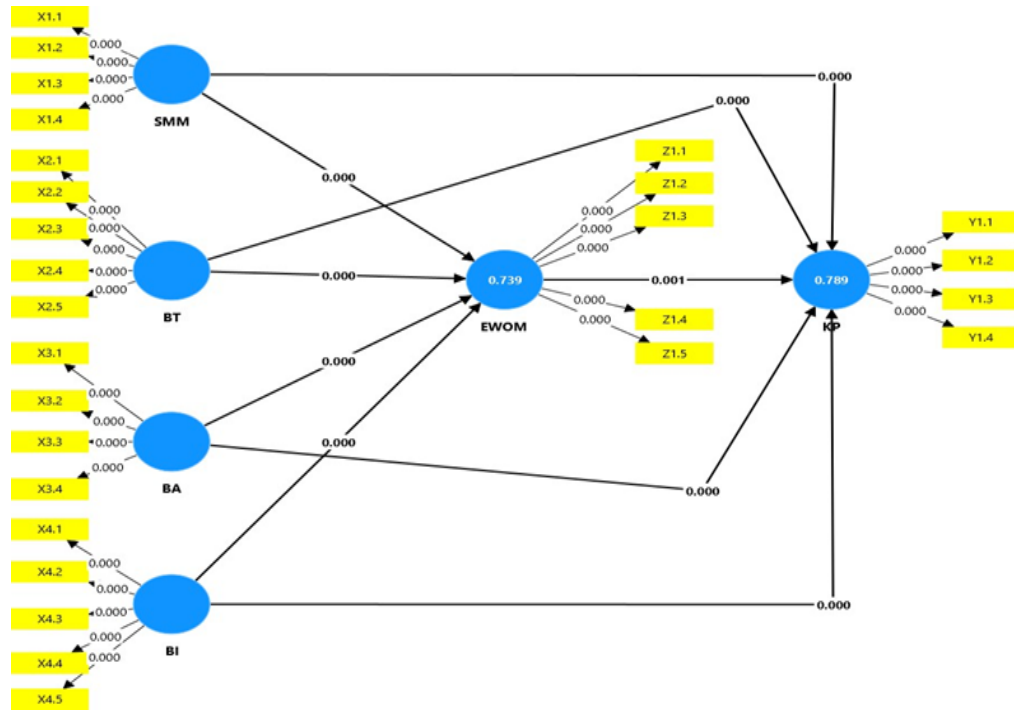 X1.1
0.000
X1.2
0.000
X1.3
0.000
X1.4
0.000
SMM
0.000
0.000
0.000
X2.1
X2.2
0.000
0.000
X2.3
0.000
X2.4
0.000
X2.5
0.000
BT
0.000
Z1.1
Z1.2
Z1.3
0.000
0.000
0.000
0.739
EWOM
0.001
0.000
Z1.4
0.000
Z1.5
0.789
KP
0.000
Y1.1
0.000
Y1.2
0.000
Y1.3
0.000
Y1.4
X3.1
0.000
X3.2
0.000
X3.3
0.000
X3.4
0.000
BA
0.000
0.000
0.000
X4.1
0.000
X4.2
0.000
X4.3
0.000
0.000
X4.4
0.000
X4.5
BI
0.000